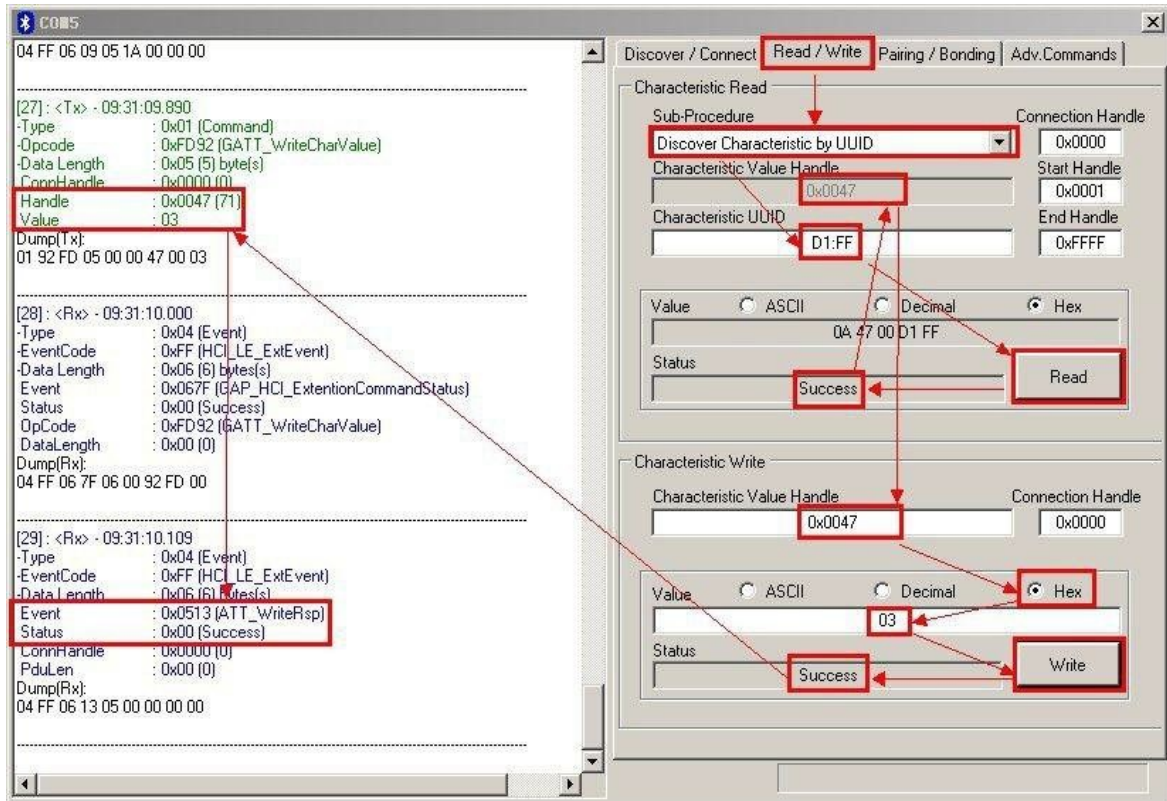 COM5
04 FF 06 09 05 1A 00 00 00
[27] : <Tx> - 09:31:09.890
-Type : 0x01 (Command)
-Opcode : 0xFD92 (GATT_WriteCharValue)
-Data Length : 0x05 (5) byte(s)
ConnHandle : 0x0000 (0)
Handle : 0x0047 (71)
Value : 03
Dump(Tx):
01 92 FD 05 00 00 47 00 03
[28] : <Rx> - 09:31:10.000
-Type : 0x04 (Event)
-EventCode : 0xFF (HCI_LE_ExtEvent)
-Data Length : 0x06 (6) bytes(s)
Event : 0x067F (GAP_HCI_ExtentionCommandStatus)
Status : 0x00 (Success)
OpCode : 0xFD92 (GATT_WriteCharValue)
DataLength : 0x00 (0)
Dump(Rx):
04 FF 06 7F 06 00 92 FD 00
[29] : <Rx> - 09:31:10.109
-Type : 0x04 (Event)
-EventCode : 0xFF (HCI_LE_ExtEvent)
-Data Length : 0x06 (6) bytes(s)
Event : 0x0513 (ATT_WriteRsp)
Status : 0x00 (Success)
ConnHandle : 0x0000 (0)
PduLen : 0x00 (0)
Dump(Rx):
04 FF 06 13 05 00 00 00 00
Discover / Connect Read / Write Pairing / Bonding Adv.Commands
Characteristic Read
Sub-Procedure Connection Handle
Discover Characteristic by UUID 0x0000
Characteristic Value Handle Start Handle
0x0047 0x0001
Characteristic UUID End Handle
D1:FF 0xFFFF
Value ASCII Decimal Hex
0A 47 00 D1 FF
Status
Success Read
Characteristic Write
Characteristic Value Handle Connection Handle
0x0047 0x0000
Value ASCII Decimal Hex
03
Status
Success Write